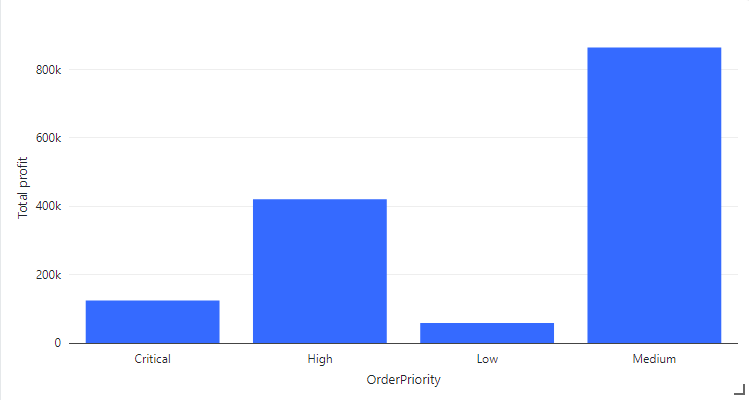 Total profit
800k
600k
400k
200k
0
Critical
High
Low
Medium
OrderPriority